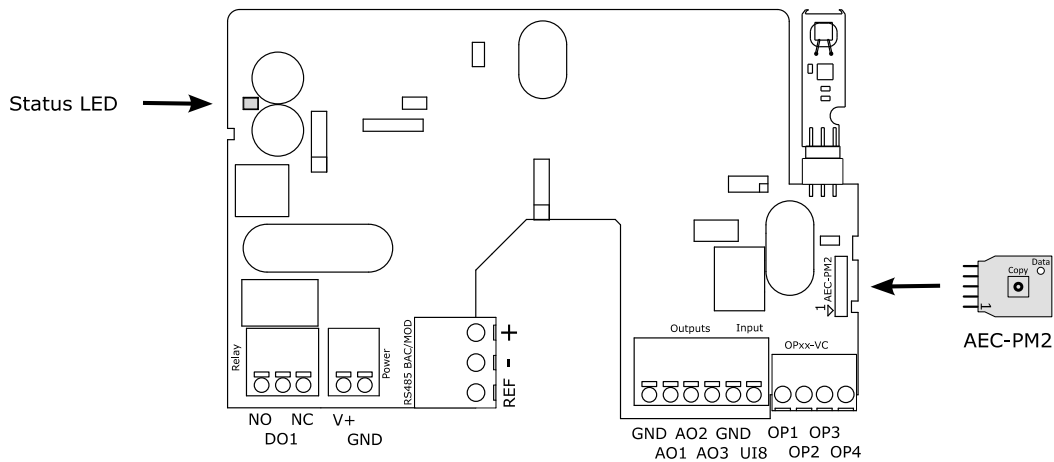 Status LED
Data
Copy
1
AEC-PM2
AEC-PM2
1
Outputs
Input
OPxx-VC
Relay
Power
RS485 BAC/MOD
+
-
REF
NO
NC
V+
DO1
GND
GND
AO2
GND
OP1
OP3
AO1
AO3
UI8
OP2
OP4